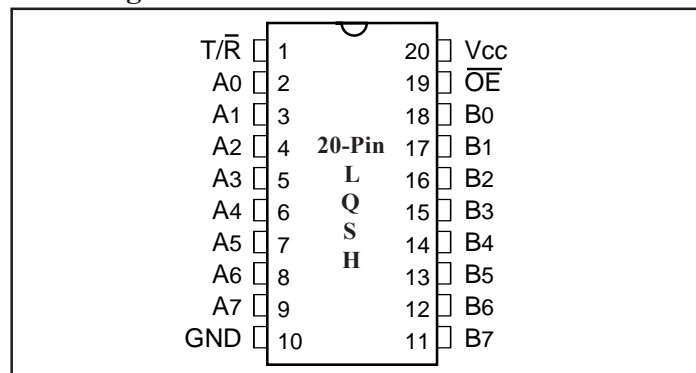 T/R̅ 1 20 Vcc
A0 2 19 O̅E̅
A1 3 18 B0
A2 4 20-Pin 17 B1
A3 5 L 16 B2
A4 6 Q 15 B3
A5 7 S 14 B4
A6 8 H 13 B5
A7 9 12 B6
GND 10 11 B7